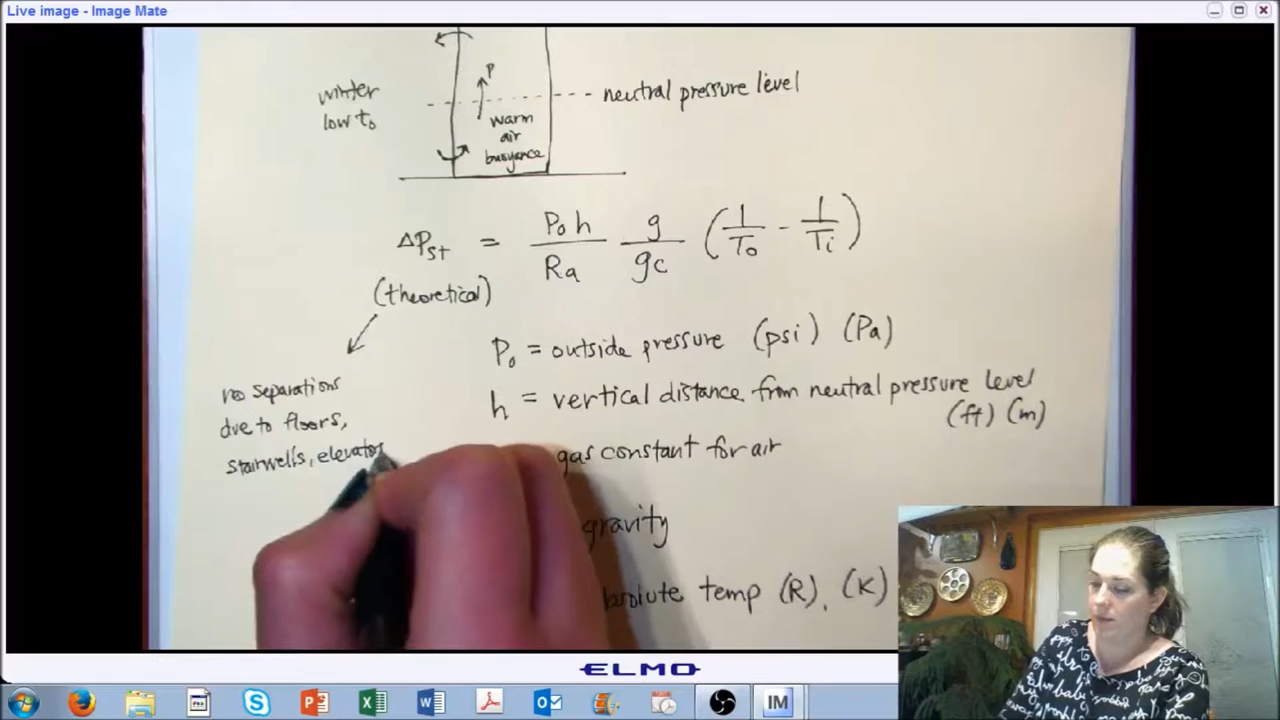 Live image - Image Mate
P
winter
low to
neutral pressure level
warm
air
buoyance
ΔPst = Po h / Ra g / gc (1 / To - 1 / Ti)
(theoretical)
Po = outside pressure (psi) (Pa)
no separations
due to floors,
stairwells, elevator
h = vertical distance from neutral pressure level
(ft) (m)
gas constant for air
gravity
temp (R), (K)
ELMO
IM